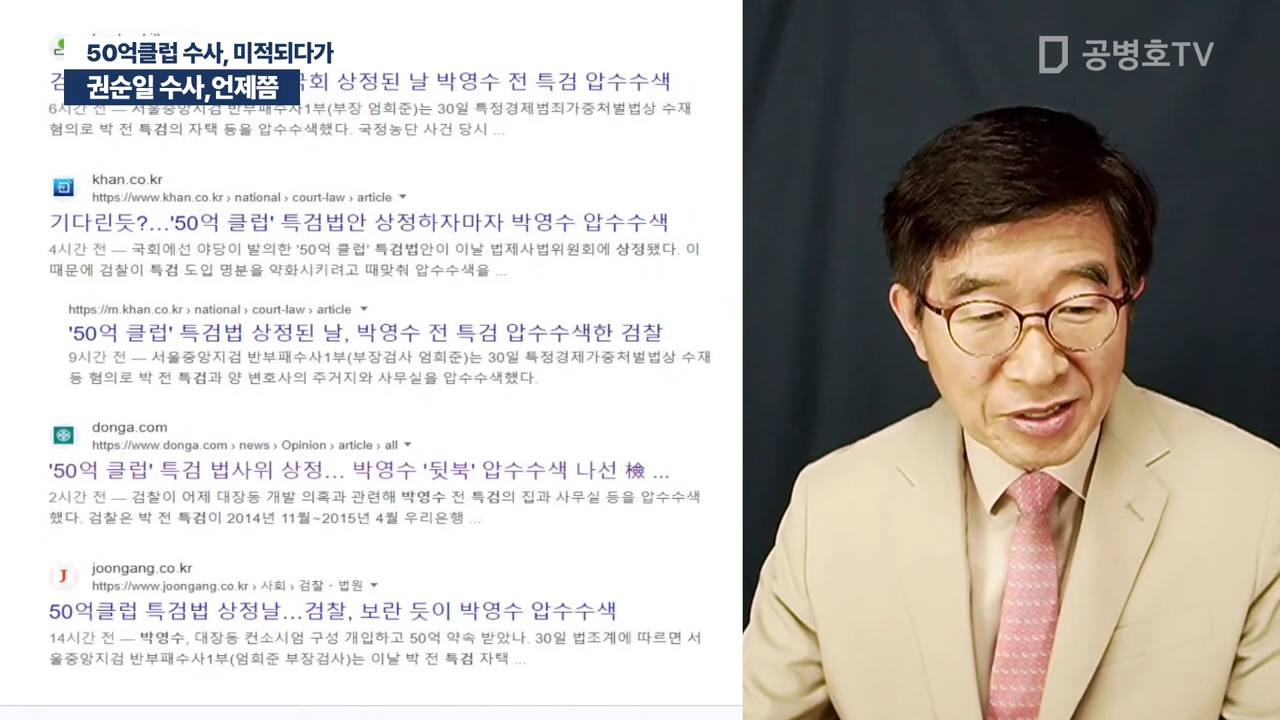 50억클럽 수사, 미적되다가
권순일 수사,언제쯤
공병호TV
국회 상정된 날 박영수 전 특검 압수수색
6시간 전 — 서울중앙지검 반부패수사1부(부장 엄희준)는 30일 특정경제범죄가중처벌법상 수재
혐의로 박 전 특검의 자택 등을 압수수색했다. 국정농단 사건 당시 ...
khan.co.kr
https://www.khan.co.kr › national › court-law › article
기다린듯?…'50억 클럽' 특검법안 상정하자마자 박영수 압수수색
4시간 전 — 국회에선 야당이 발의한 '50억 클럽' 특검법안이 이날 법제사법위원회에 상정됐다. 이
때문에 검찰이 특검 도입 명분을 약화시키려고 때맞춰 압수수색을 ...
https://m.khan.co.kr › national › court-law › article
'50억 클럽' 특검법 상정된 날, 박영수 전 특검 압수수색한 검찰
9시간 전 — 서울중앙지검 반부패수사1부(부장검사 엄희준)는 30일 특정경제가중처벌법상 수재
등 혐의로 박 전 특검과 양 변호사의 주거지와 사무실을 압수수색했다.
donga.com
https://www.donga.com › news › Opinion › article › all
'50억 클럽' 특검 법사위 상정… 박영수 '뒷북' 압수수색 나선 檢 ...
2시간 전 — 검찰이 어제 대장동 개발 의혹과 관련해 박영수 전 특검의 집과 사무실 등을 압수수색
했다. 검찰은 박 전 특검이 2014년 11월~2015년 4월 우리은행 ...
J
joongang.co.kr
https://www.joongang.co.kr › 사회 › 검찰 · 법원
50억클럽 특검법 상정날…검찰, 보란 듯이 박영수 압수수색
14시간 전 — 박영수, 대장동 컨소시엄 구성 개입하고 50억 약속 받았나. 30일 법조계에 따르면 서
울중앙지검 반부패수사1부(엄희준 부장검사)는 이날 박 전 특검 자택 ...